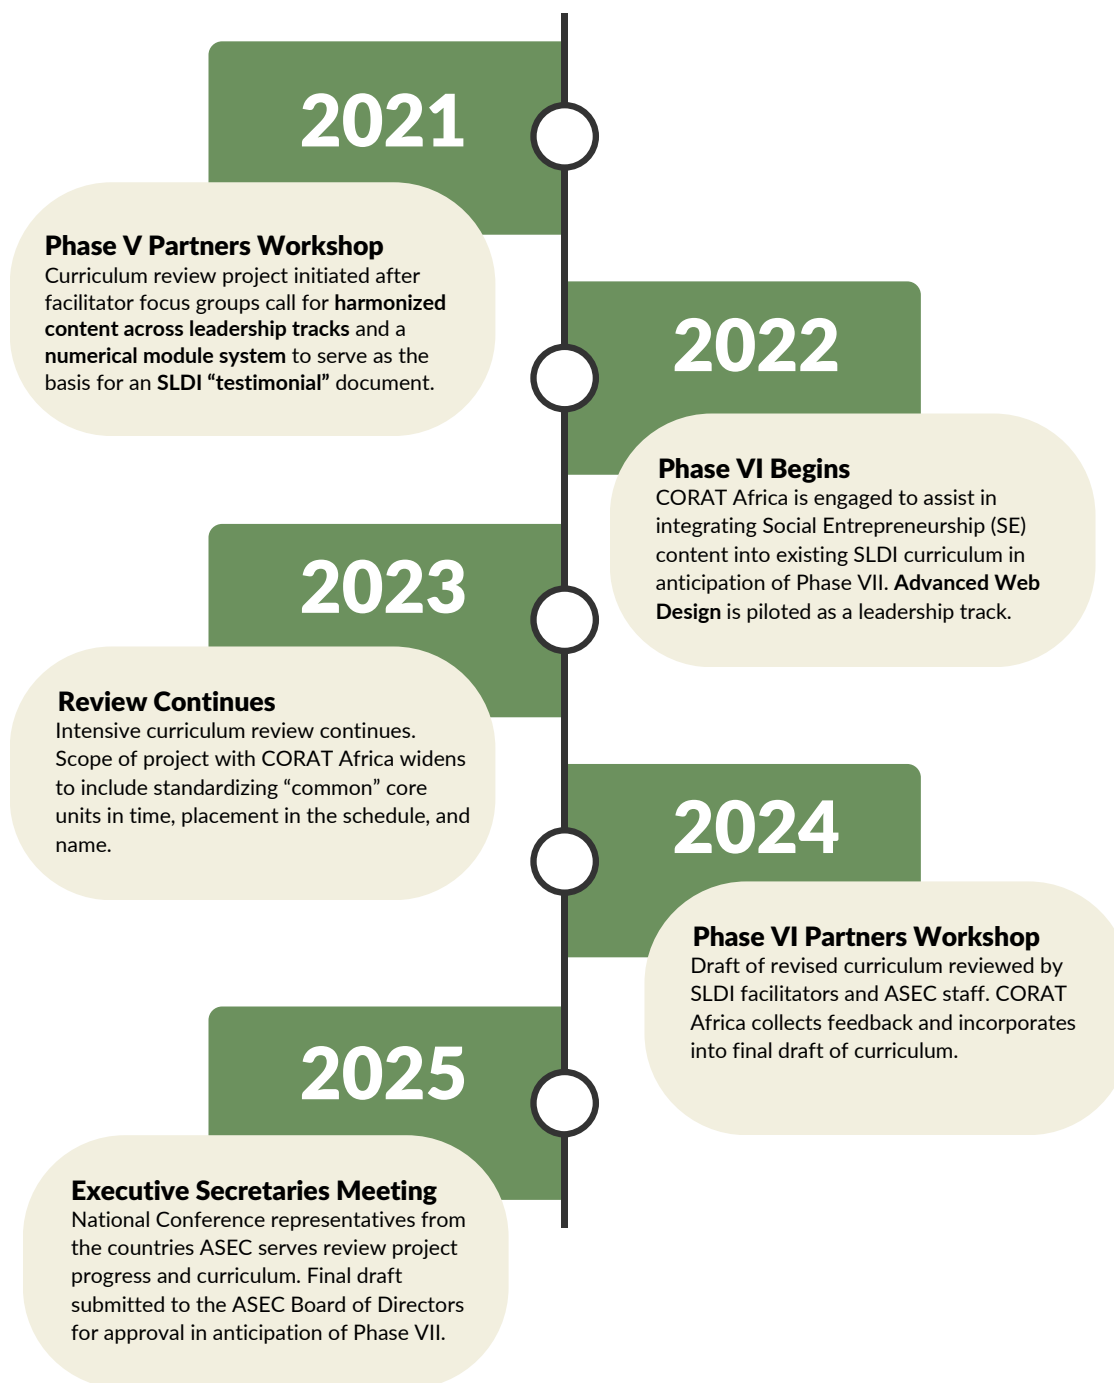 2021
Phase V Partners Workshop
Curriculum review project initiated after
facilitator focus groups call for harmonized
content across leadership tracks and a
numerical module system to serve as the
basis for an SLDI “testimonial” document.
2022
Phase VI Begins
CORAT Africa is engaged to assist in
integrating Social Entrepreneurship (SE)
content into existing SLDI curriculum in
anticipation of Phase VII. Advanced Web
Design is piloted as a leadership track.
2023
Review Continues
Intensive curriculum review continues.
Scope of project with CORAT Africa widens
to include standardizing “common” core
units in time, placement in the schedule, and
name.
2024
Phase VI Partners Workshop
Draft of revised curriculum reviewed by
SLDI facilitators and ASEC staff. CORAT
Africa collects feedback and incorporates
into final draft of curriculum.
2025
Executive Secretaries Meeting
National Conference representatives from
the countries ASEC serves review project
progress and curriculum. Final draft
submitted to the ASEC Board of Directors
for approval in anticipation of Phase VII.